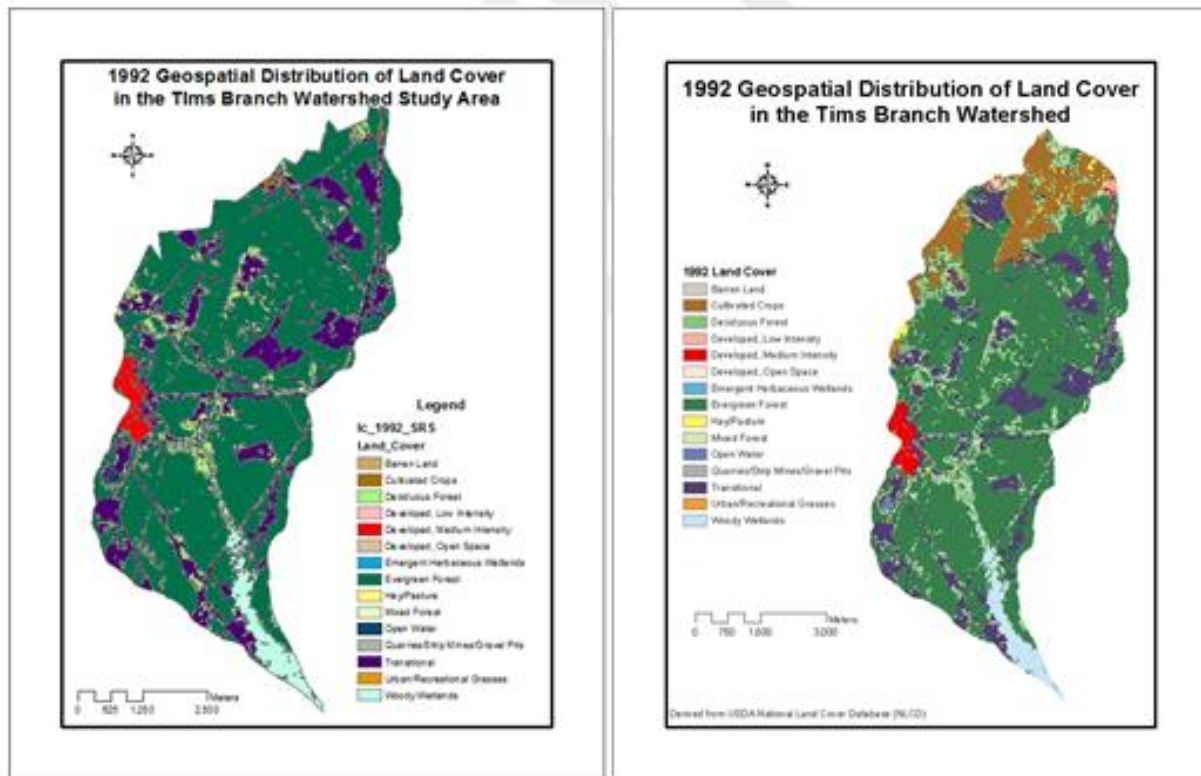 1992 Geospatial Distribution of Land Cover
in the TIms Branch Watershed Study Area
Legend
lc_1992_SRS
Land_Cover
Barren Land
Cultivated Crops
Deciduous Forest
Developed, Low Intensity
Developed, Medium Intensity
Developed, Open Space
Emergent Herbaceous Wetlands
Evergreen Forest
Hay/Pasture
Mixed Forest
Open Water
Quarries/Strip Mines/Gravel Pits
Transitional
Urban/Recreational Grasses
Woody Wetlands
Meters
0 625 1,250 2,500
1992 Geospatial Distribution of Land Cover
in the Tims Branch Watershed
1992 Land Cover
Barren Land
Cultivated Crops
Deciduous Forest
Developed, Low Intensity
Developed, Medium Intensity
Developed, Open Space
Emergent Herbaceous Wetlands
Evergreen Forest
Hay/Pasture
Mixed Forest
Open Water
Quarries/Strip Mines/Gravel Pits
Transitional
Urban/Recreational Grasses
Woody Wetlands
Meters
0 750 1,500 3,000
Derived from USDA National Land Cover Database (NLCD)